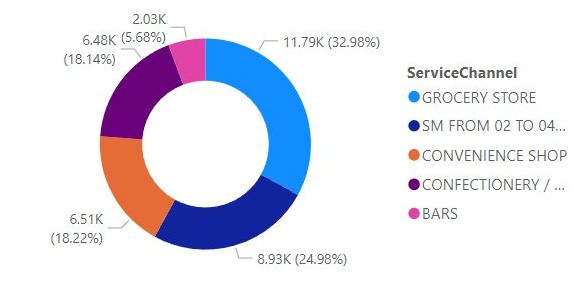 2.03K
(5.68%)
6.48K
(18.14%)
11.79K (32.98%)
6.51K
(18.22%)
8.93K (24.98%)
ServiceChannel
GROCERY STORE
SM FROM 02 TO 04...
CONVENIENCE SHOP
CONFECTIONERY / ...
BARS